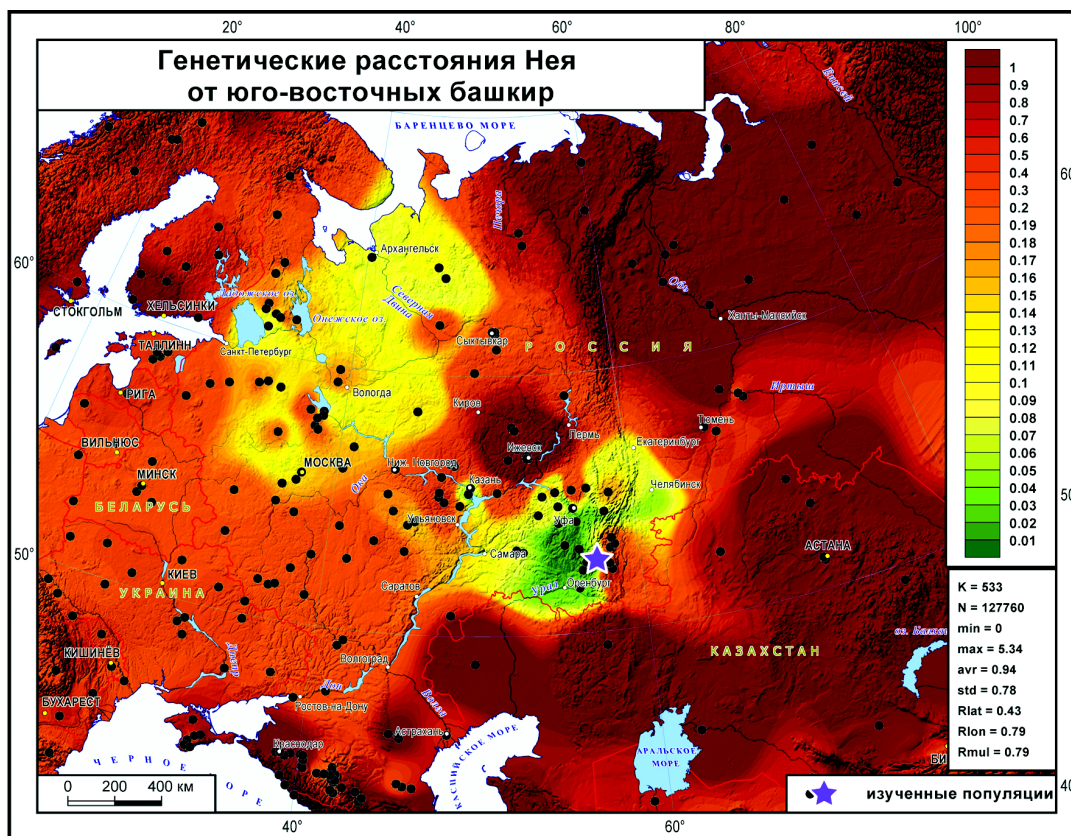 20°
40°
60°
80°
100°
Генетические расстояния Нея
от юго-восточных башкир
БАРЕНЦЕВО МОРЕ
Енисей
1
0.9
0.8
0.7
0.6
0.5
0.4
0.3
0.2
0.19
0.18
0.17
0.16
0.15
0.14
0.13
0.12
0.11
0.1
0.09
0.08
0.07
0.06
0.05
0.04
0.03
0.02
0.01
60°
60
50°
40
40°
60°
Печора
Архангельск
Северная
Двина
Обь
Ладожское оз.
Онежское оз.
СТОКГОЛЬМ
ХЕЛЬСИНКИ
Ханты-Мансийск
Санкт-Петербург
ТАЛЛИНН
Сыктывкар
РОССИЯ
РИГА
Вологда
Киров
Иртыш
Пермь
Тюмень
ВИЛЬНЮС
Ижевск
Екатеринбург
МИНСК
МОСКВА
Ниж. Новгород
Казань
Челябинск
Ока
БЕЛАРУСЬ
Ульяновск
Уфа
Самара
АСТАНА
КИЕВ
УКРАИНА
Саратов
Урал
Оренбург
КИШИНЁВ
Днепр
Волгоград
КАЗАХСТАН
БУХАРЕСТ
Дон
Ростов-на-Дону
Волга
Астрахань
Краснодар
АРАЛЬСКОЕ
МОРЕ
КАСПИЙСКОЕ МОРЕ
ЧЕРНОЕ
МОРЕ
K = 533
N = 127760
min = 0
max = 5.34
avr = 0.94
std = 0.78
Rlat = 0.43
Rlon = 0.79
Rmul = 0.79
0 200 400 км
изученные популяции